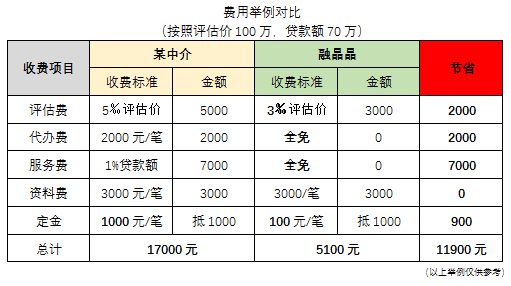 费用举例对比
（按照评估价 100 万，贷款额 70 万）
收费项目 某中介 融晶晶 节省
收费标准 金额 收费标准 金额
评估费 5‰评估价 5000 3‰评估价 3000 2000
代办费 2000 元/笔 2000 全免 0 2000
服务费 1%贷款额 7000 全免 0 7000
资料费 3000 元/笔 3000 3000/笔 3000 0
定金 1000 元/笔 抵 1000 100 元/笔 抵 1000 900
总计 17000 元 5100 元 11900 元
(以上举例仅供参考)